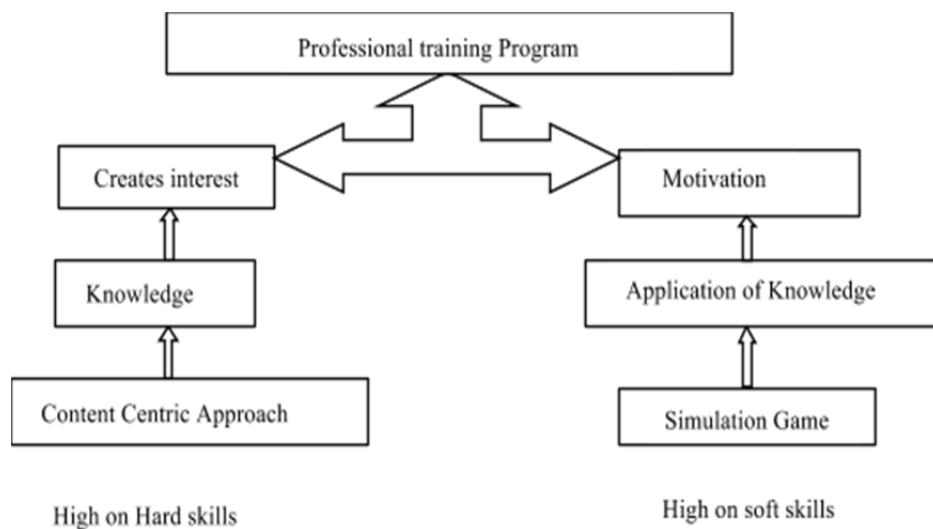 Professional training Program
Creates interest
Motivation
Knowledge
Application of Knowledge
Content Centric Approach
Simulation Game
High on Hard skills
High on soft skills